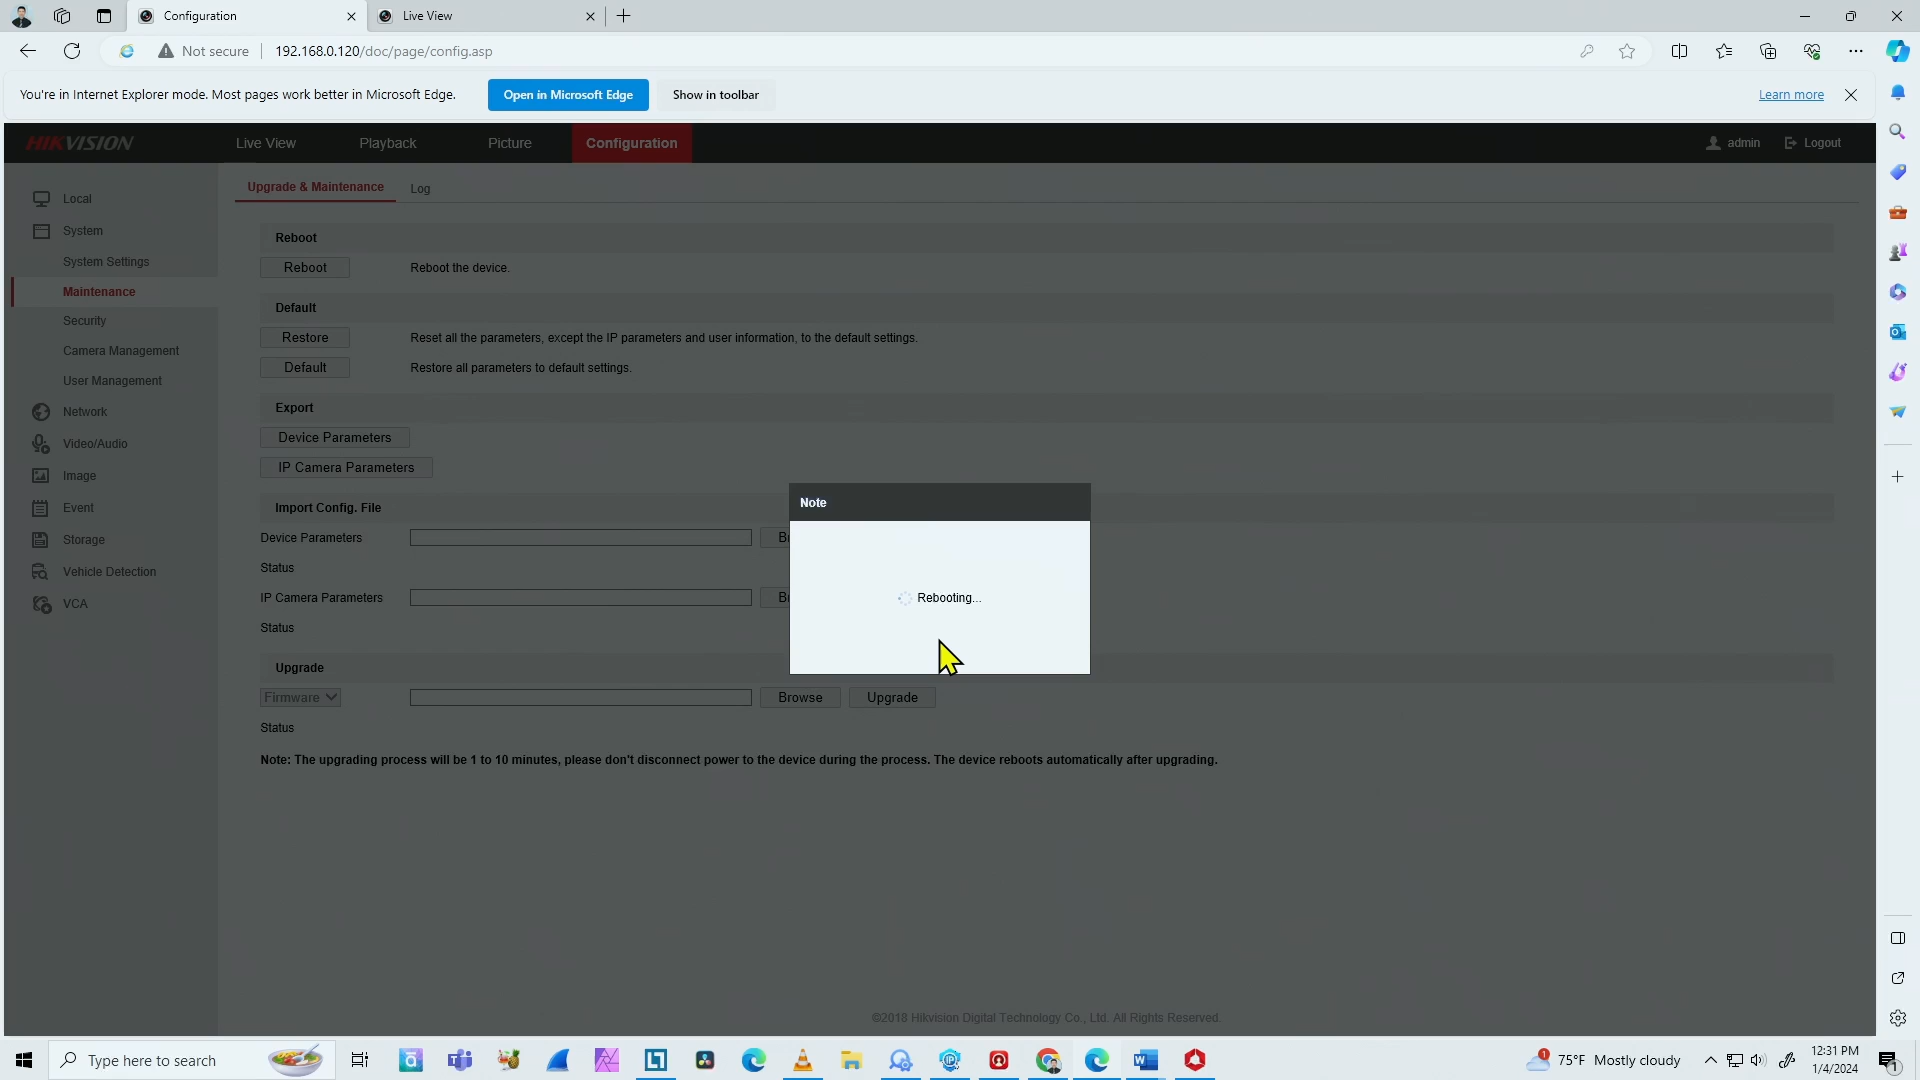 Configuration
Live View
Not secure
192.168.0.120/doc/page/config.asp
You're in Internet Explorer mode. Most pages work better in Microsoft Edge.
Open in Microsoft Edge
Show in toolbar
Learn more
HIKVISION
Live View
Playback
Picture
Configuration
admin
Logout
Local
System
System Settings
Maintenance
Security
Camera Management
User Management
Network
Video/Audio
Image
Event
Storage
Vehicle Detection
VCA
Upgrade & Maintenance
Log
Reboot
Reboot
Reboot the device.
Default
Restore
Reset all the parameters, except the IP parameters and user information, to the default settings.
Default
Restore all parameters to default settings.
Export
Device Parameters
IP Camera Parameters
Import Config. File
Device Parameters
Status
IP Camera Parameters
Status
Note
Rebooting...
Upgrade
Firmware
Browse
Upgrade
Status
Note: The upgrading process will be 1 to 10 minutes, please don't disconnect power to the device during the process. The device reboots automatically after upgrading.
©2018 Hikvision Digital Technology Co., Ltd. All Rights Reserved.
Type here to search
75°F Mostly cloudy
12:31 PM
1/4/2024